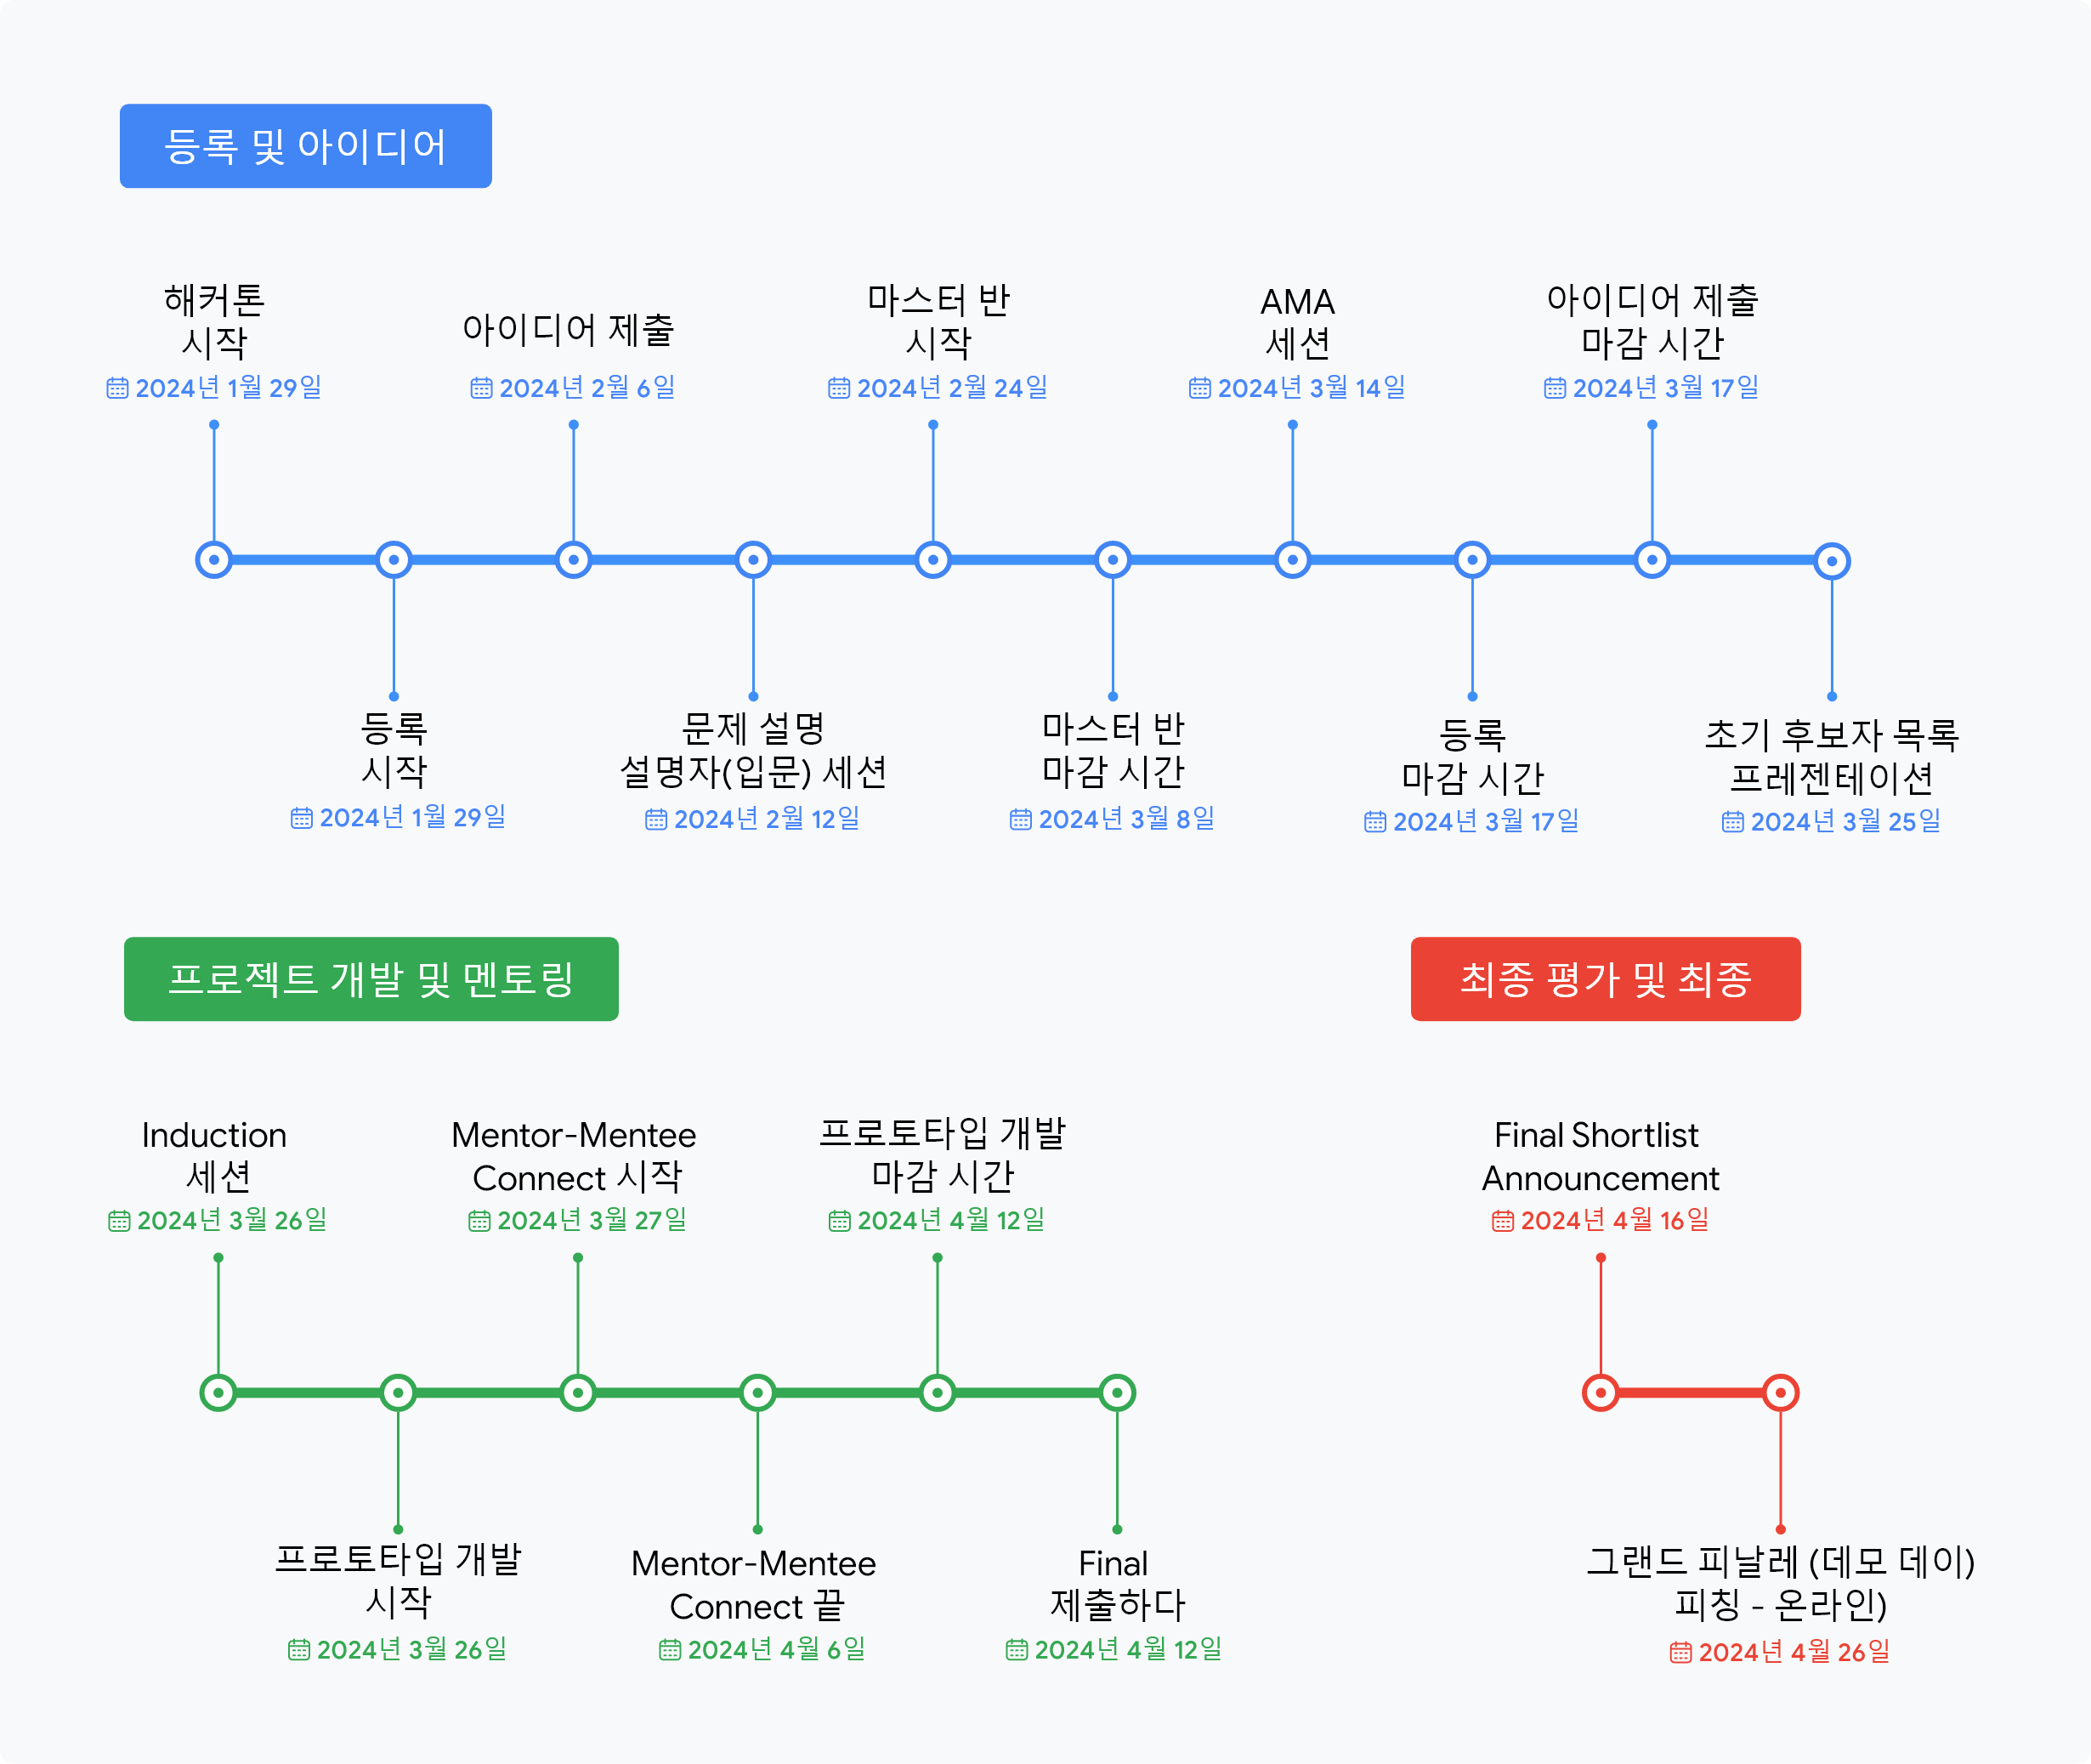 등록 및 아이디어
해커톤
시작
2024년 1월 29일
아이디어 제출
2024년 2월 6일
마스터 반
시작
2024년 2월 24일
AMA
세션
2024년 3월 14일
아이디어 제출
마감 시간
2024년 3월 17일
등록
시작
2024년 1월 29일
문제 설명
설명자(입문) 세션
2024년 2월 12일
마스터 반
마감 시간
2024년 3월 8일
등록
마감 시간
2024년 3월 17일
초기 후보자 목록
프레젠테이션
2024년 3월 25일
프로젝트 개발 및 멘토링
Induction
세션
2024년 3월 26일
Mentor-Mentee
Connect 시작
2024년 3월 27일
프로토타입 개발
마감 시간
2024년 4월 12일
프로토타입 개발
시작
2024년 3월 26일
Mentor-Mentee
Connect 끝
2024년 4월 6일
Final
제출하다
2024년 4월 12일
최종 평가 및 최종
Final Shortlist
Announcement
2024년 4월 16일
그랜드 피날레 (데모 데이)
피칭 - 온라인)
2024년 4월 26일